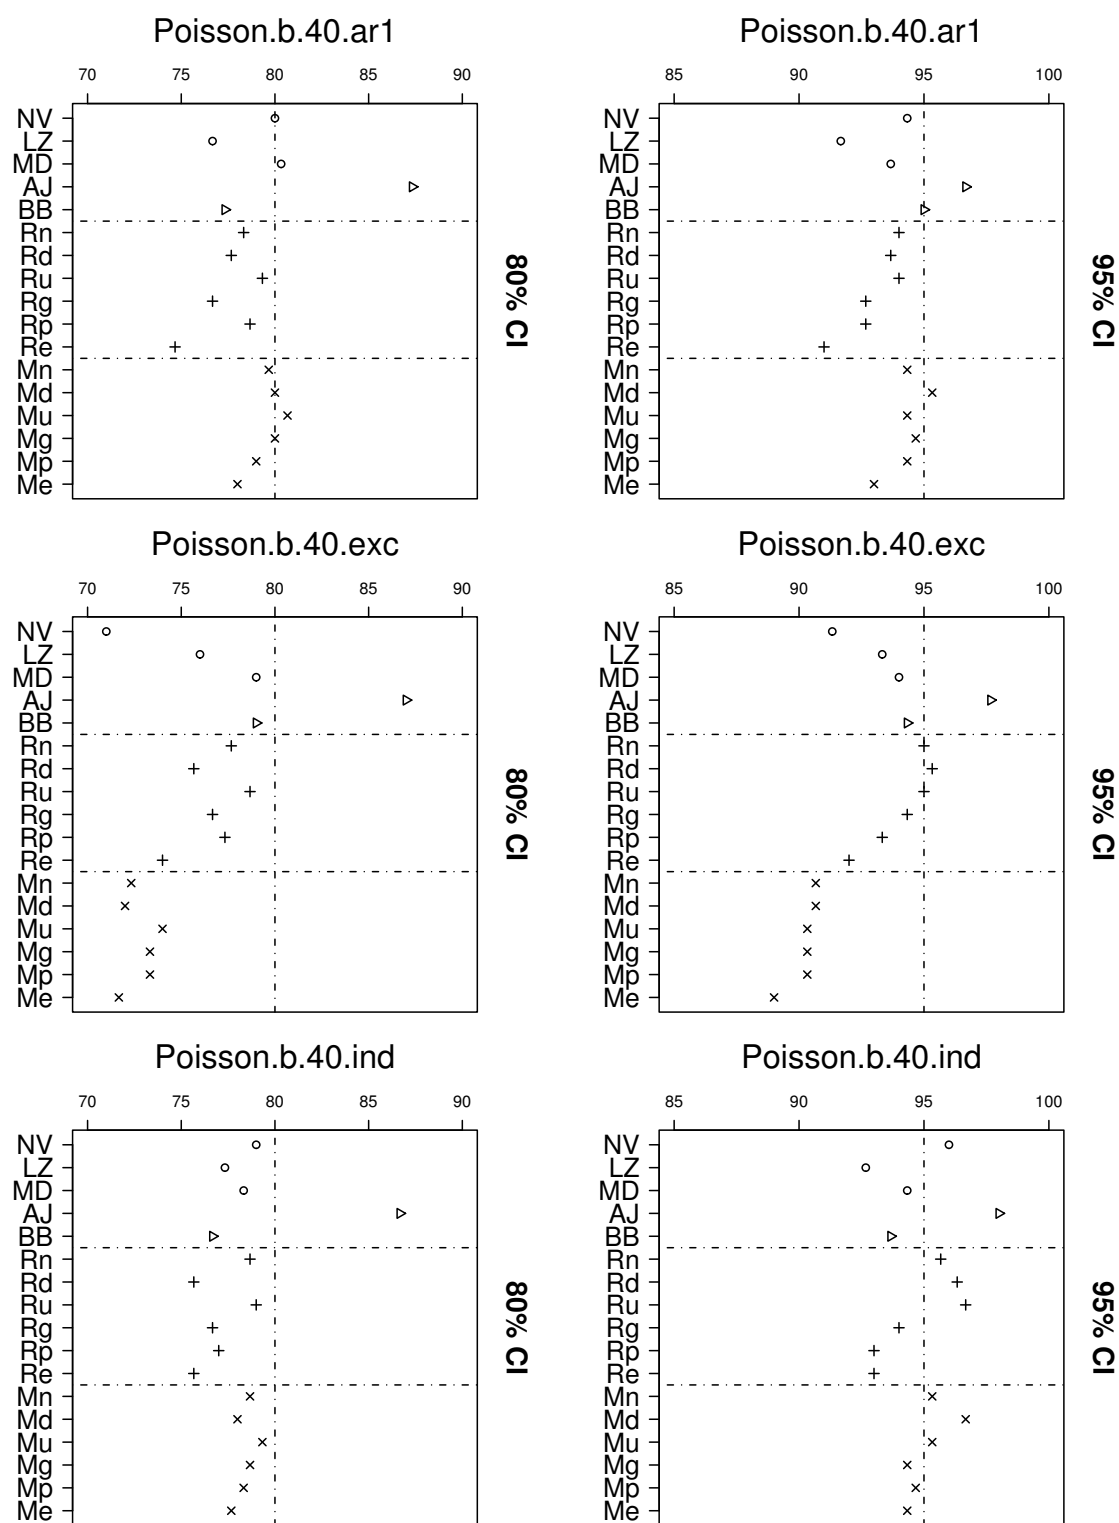 Poisson.b.40.ar1
70 75 80 85 90
NV
LZ
MD
AJ
BB
Rn
Rd
Ru
Rg
Rp
Re
Mn
Md
Mu
Mg
Mp
Me
80% CI
Poisson.b.40.ar1
85 90 95 100
NV
LZ
MD
AJ
BB
Rn
Rd
Ru
Rg
Rp
Re
Mn
Md
Mu
Mg
Mp
Me
95% CI
Poisson.b.40.exc
70 75 80 85 90
NV
LZ
MD
AJ
BB
Rn
Rd
Ru
Rg
Rp
Re
Mn
Md
Mu
Mg
Mp
Me
80% CI
Poisson.b.40.exc
85 90 95 100
NV
LZ
MD
AJ
BB
Rn
Rd
Ru
Rg
Rp
Re
Mn
Md
Mu
Mg
Mp
Me
95% CI
Poisson.b.40.ind
70 75 80 85 90
NV
LZ
MD
AJ
BB
Rn
Rd
Ru
Rg
Rp
Re
Mn
Md
Mu
Mg
Mp
Me
80% CI
Poisson.b.40.ind
85 90 95 100
NV
LZ
MD
AJ
BB
Rn
Rd
Ru
Rg
Rp
Re
Mn
Md
Mu
Mg
Mp
Me
95% CI